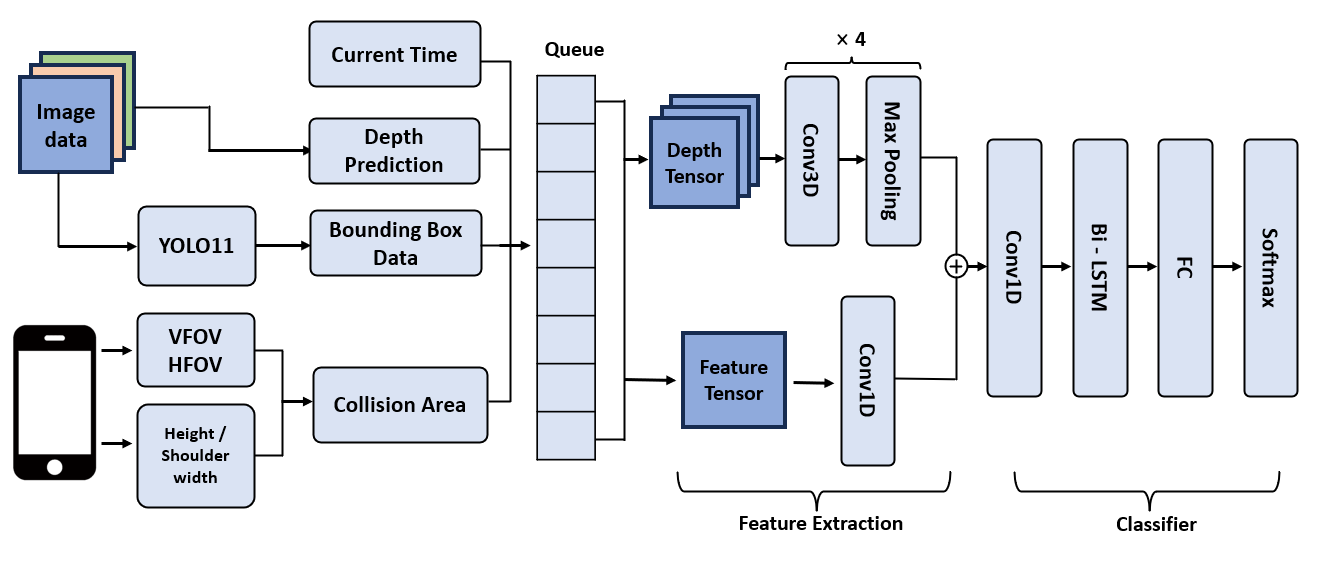 Image
data
YOLO11
VFOV
HFOV
Height /
Shoulder
width
Current Time
Depth
Prediction
Bounding Box
Data
Collision Area
Queue
Depth
Tensor
× 4
Conv3D
Max Pooling
Feature
Tensor
Conv1D
Feature Extraction
Conv1D
Bi - LSTM
FC
Softmax
Classifier